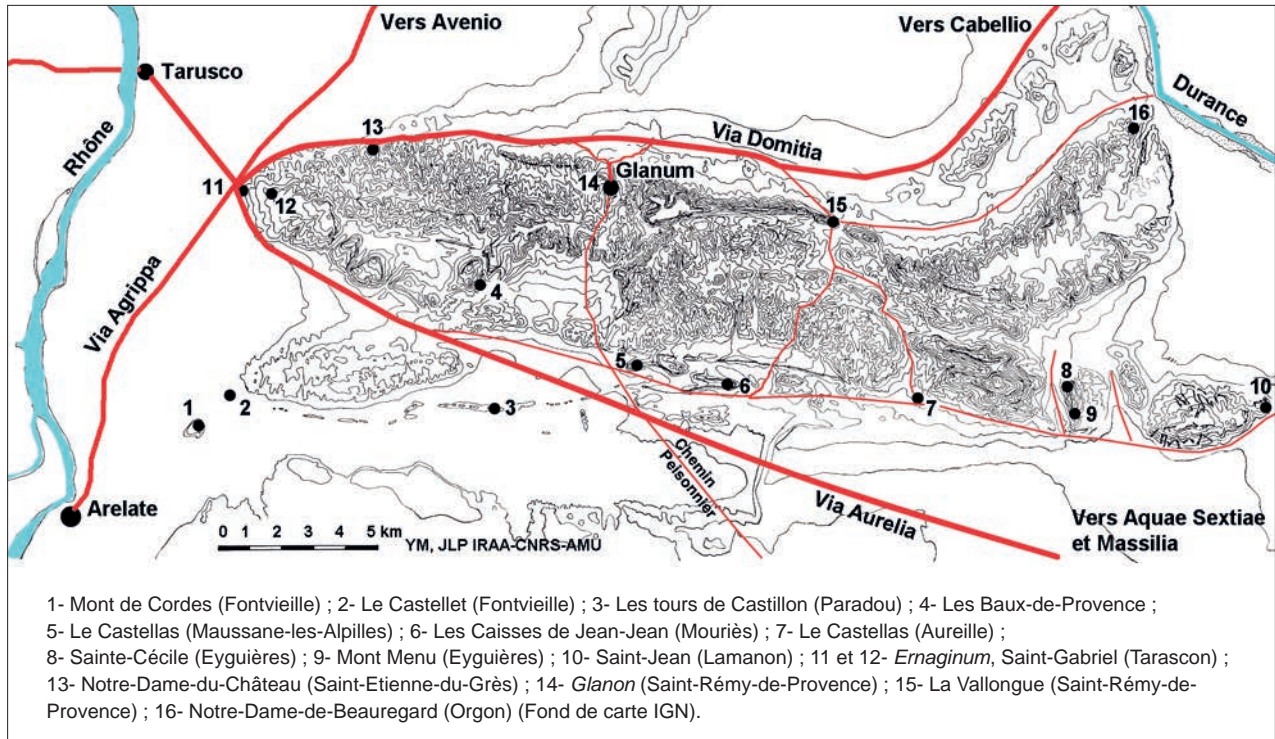 Vers Avenio
Vers Cabellio
Tarusco
Durance
Rhône
13
Via Domitia
16
11
12
14
Glanum
15
Via Agrippa
4
5
6
7
8
9
10
1
2
3
Chemin
Peisonnier
Via Aurelia
Arelate
0 1 2 3 4 5 km
YM, JLP IRAA-CNRS-AMU
Vers Aquae Sextiae
et Massilia
1- Mont de Cordes (Fontvieille) ; 2- Le Castellet (Fontvieille) ; 3- Les tours de Castillon (Paradou) ; 4- Les Baux-de-Provence ;
5- Le Castellas (Maussane-les-Alpilles) ; 6- Les Caisses de Jean-Jean (Mouriès) ; 7- Le Castellas (Aureille) ;
8- Sainte-Cécile (Eyguières) ; 9- Mont Menu (Eyguières) ; 10- Saint-Jean (Lamanon) ; 11 et 12- Ernaginum, Saint-Gabriel (Tarascon) ;
13- Notre-Dame-du-Château (Saint-Etienne-du-Grès) ; 14- Glanon (Saint-Rémy-de-Provence) ; 15- La Vallongue (Saint-Rémy-de-
Provence) ; 16- Notre-Dame-de-Beauregard (Orgon) (Fond de carte IGN).